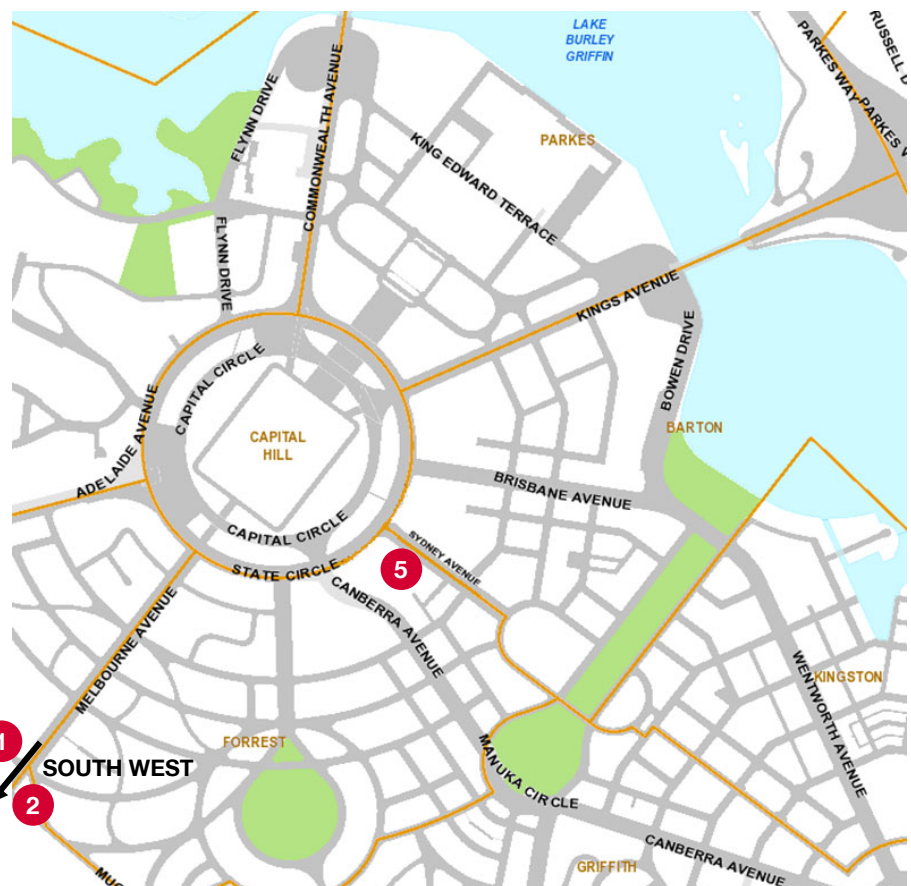 LAKE
BURLEY
GRIFFIN
PARKES WAY
RUSSELL D
PARKES
FLYNN DRIVE
COMMONWEALTH AVENUE
KING EDWARD TERRACE
PARKES W
FLYNN DRIVE
KINGS AVENUE
BOWEN DRIVE
CAPITAL CIRCLE
ADELAIDE AVENUE
CAPITAL
HILL
BARTON
BRISBANE AVENUE
CAPITAL CIRCLE
STATE CIRCLE
SYDNEY AVENUE
5
CANBERRA AVENUE
MELBOURNE AVENUE
WENTWORTH AVENUE
KINGSTON
1
FORREST
SOUTH WEST
2
MANUKA CIRCLE
CANBERRA AVENUE
GRIFFITH
MUG